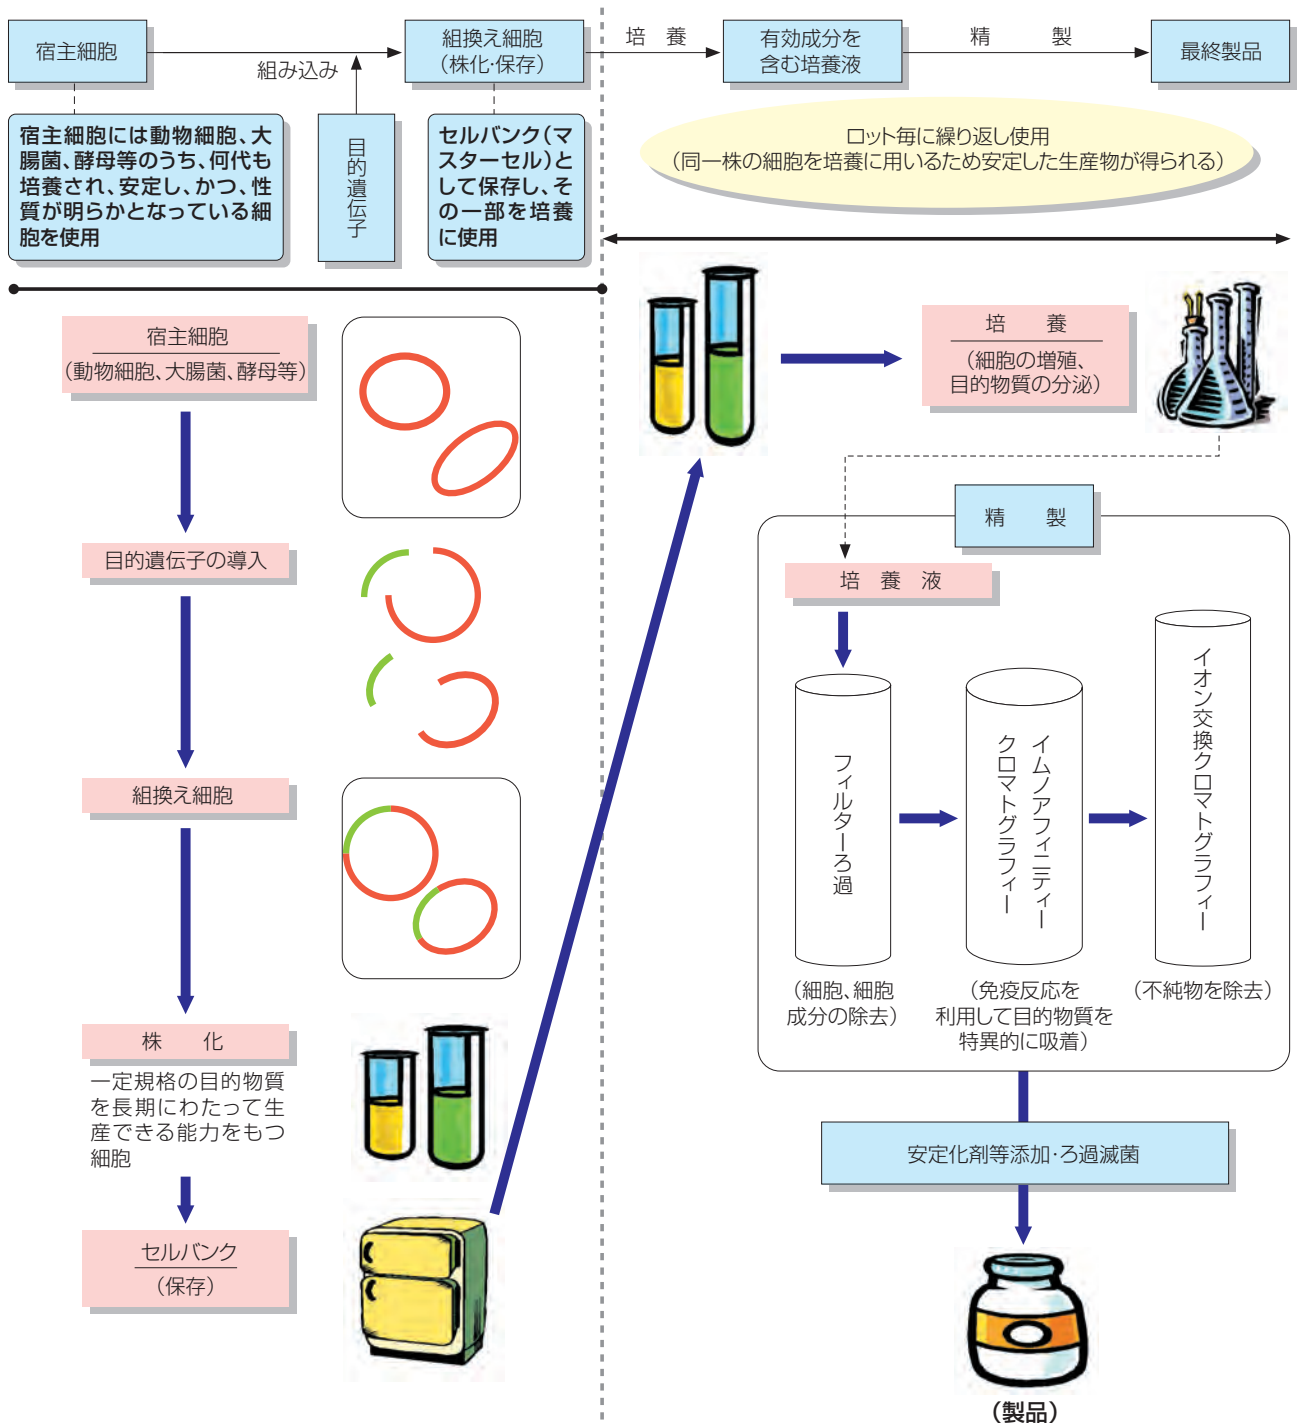 宿主細胞
組み込み
組換え細胞
（株化・保存）
培　養
有効成分を
含む培養液
精　　製
最終製品
宿主細胞には動物細胞、大
腸菌、酵母等のうち、何代も
培養され、安定し、かつ、性
質が明らかとなっている細
胞を使用
目的遺伝子
セルバンク（マ
スターセル）と
して保存し、そ
の一部を培養
に使用
ロット毎に繰り返し使用
（同一株の細胞を培養に用いるため安定した生産物が得られる）
宿主細胞
（動物細胞、大腸菌、酵母等）
目的遺伝子の導入
組換え細胞
株　　化
一定規格の目的物質
を長期にわたって生
産できる能力をもつ
細胞
セルバンク
（保存）
培　　養
（細胞の増殖、
目的物質の分泌）
精　　製
培　養　液
フィルターろ過
（細胞、細胞
成分の除去）
イムノアフィニティー
クロマトグラフィー
（免疫反応を
利用して目的物質を
特異的に吸着）
イオン交換クロマトグラフィー
（不純物を除去）
安定化剤等添加・ろ過滅菌
（製品）